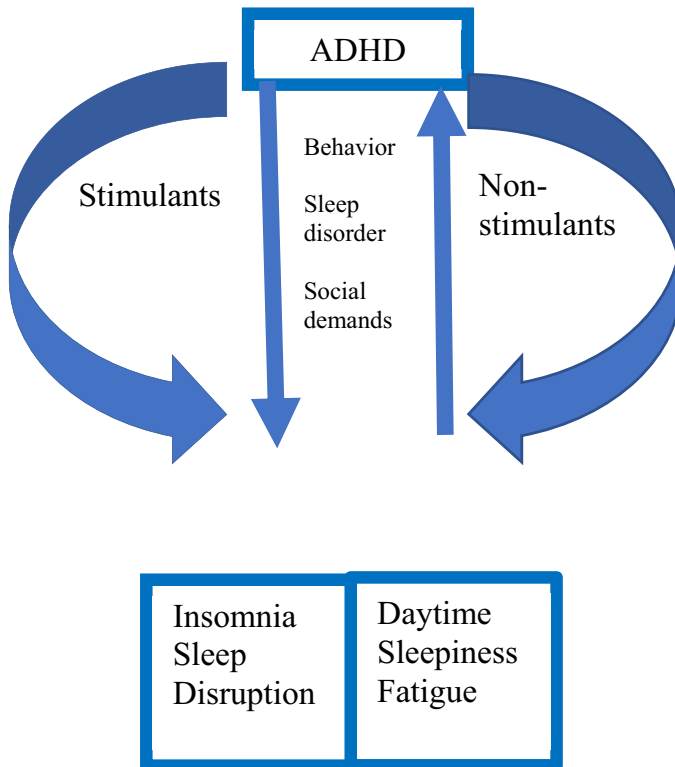 ADHD
Behavior
Stimulants
Sleep
disorder
Non-
stimulants
Social
demands
Insomnia
Sleep
Disruption
Daytime
Sleepiness
Fatigue